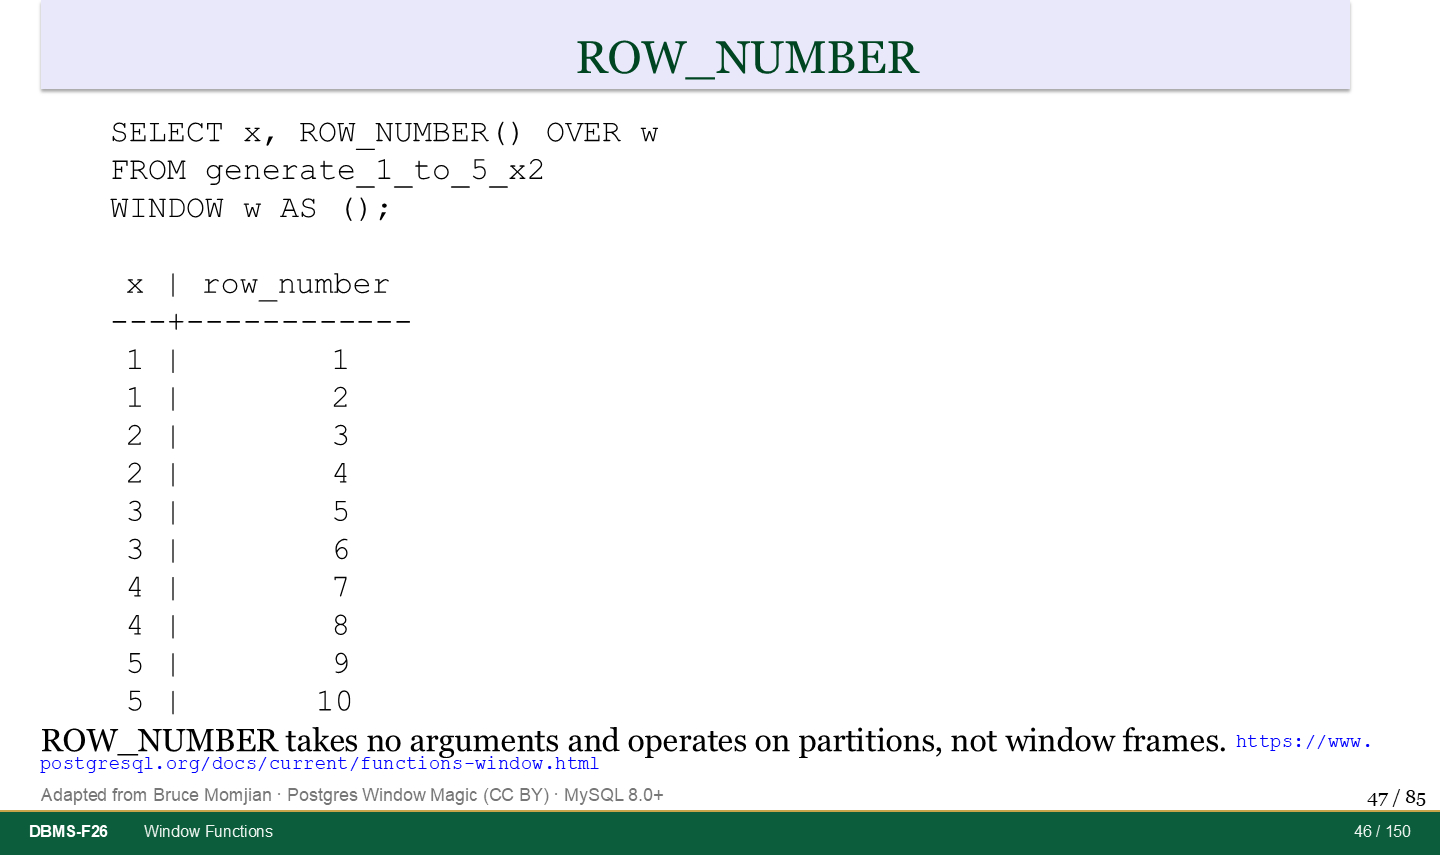 ROW_NUMBER
SELECT x, ROW_NUMBER() OVER w
FROM generate_1_to_5_x2
WINDOW w AS ();
x | row_number
---+------------
1 | 1
1 | 2
2 | 3
2 | 4
3 | 5
3 | 6
4 | 7
4 | 8
5 | 9
5 | 10
ROW_NUMBER takes no arguments and operates on partitions, not window frames. https://www.
postgresql.org/docs/current/functions-window.html
Adapted from Bruce Momjian · Postgres Window Magic (CC BY) · MySQL 8.0+
47 / 85
DBMS-F26 Window Functions 46 / 150